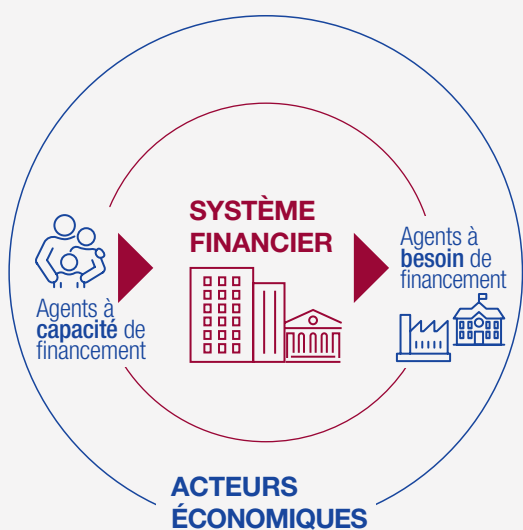 SYSTÈME
FINANCIER
Agents à
capacité de
financement
Agents à
besoin de
financement
ACTEURS
ÉCONOMIQUES